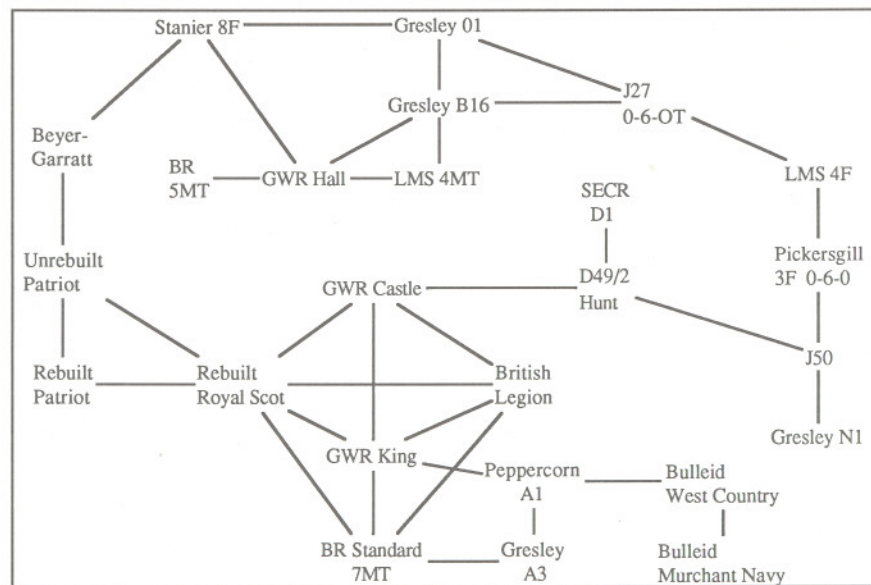 Stanier 8F
Gresley 01
J27
0-6-OT
Gresley B16
Beyer-
Garratt
BR
5MT
GWR Hall
LMS 4MT
LMS 4F
SECR
D1
Unrebuilt
Patriot
GWR Castle
D49/2
Hunt
Pickersgill
3F 0-6-0
J50
Rebuilt
Patriot
Rebuilt
Royal Scot
British
Legion
Gresley N1
GWR King
Peppercorn
A1
Bulleid
West Country
BR Standard
7MT
Gresley
A3
Bulleid
Murchant Navy